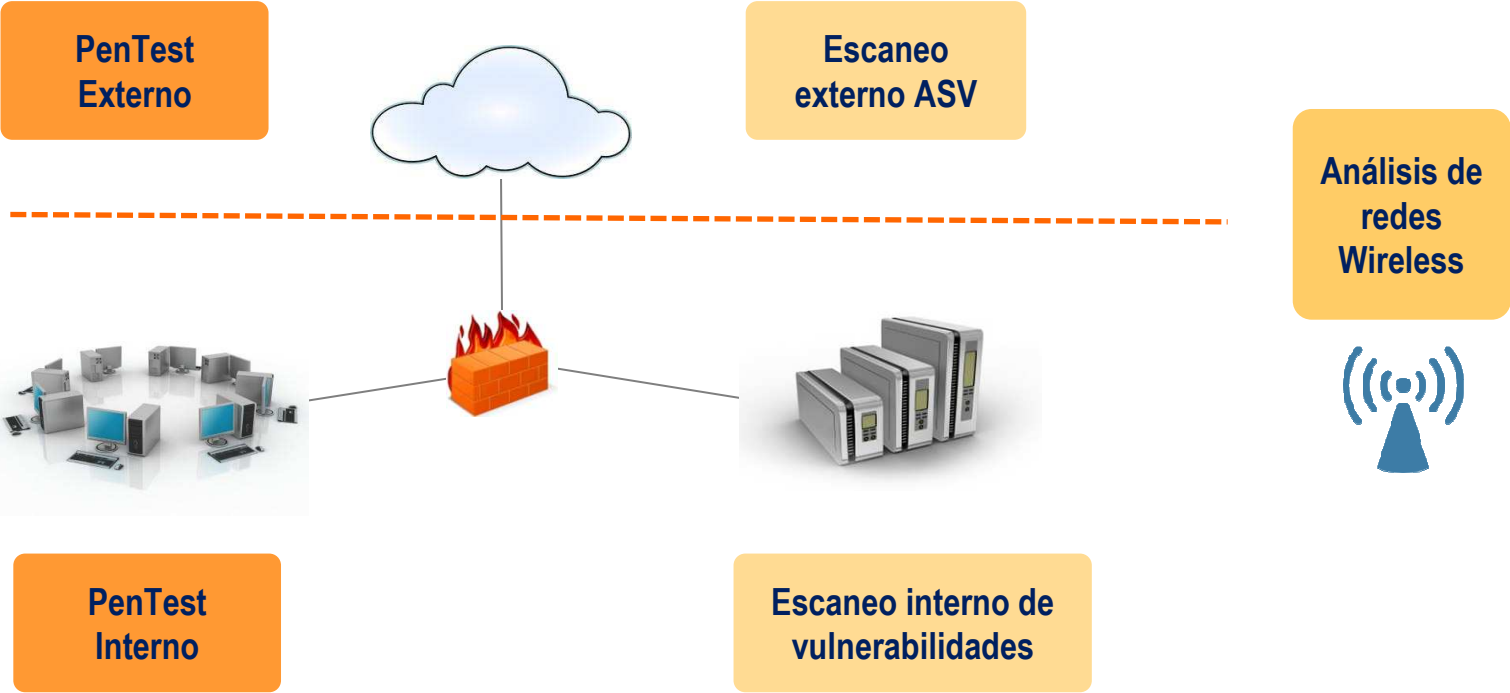 PenTest
Externo
Escaneo
externo ASV
Análisis de
redes
Wireless
PenTest
Interno
Escaneo interno de
vulnerabilidades